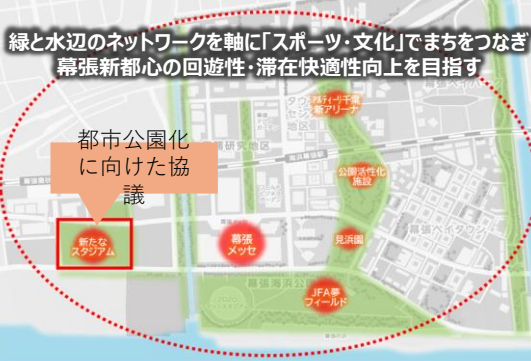 緑と水辺のネットワークを軸に「スポーツ・文化」でまちをつなぎ
幕張新都心の回遊性・滞在快適性向上を目指す
アルティーリ千葉
新アリーナ
都市公園化
に向けた協
議
研究地区
公園活性化
施設
新たな
スタジアム
幕張
メッセ
見浜園
幕張ベイタウン
幕張海浜公園
JFA夢
フィールド